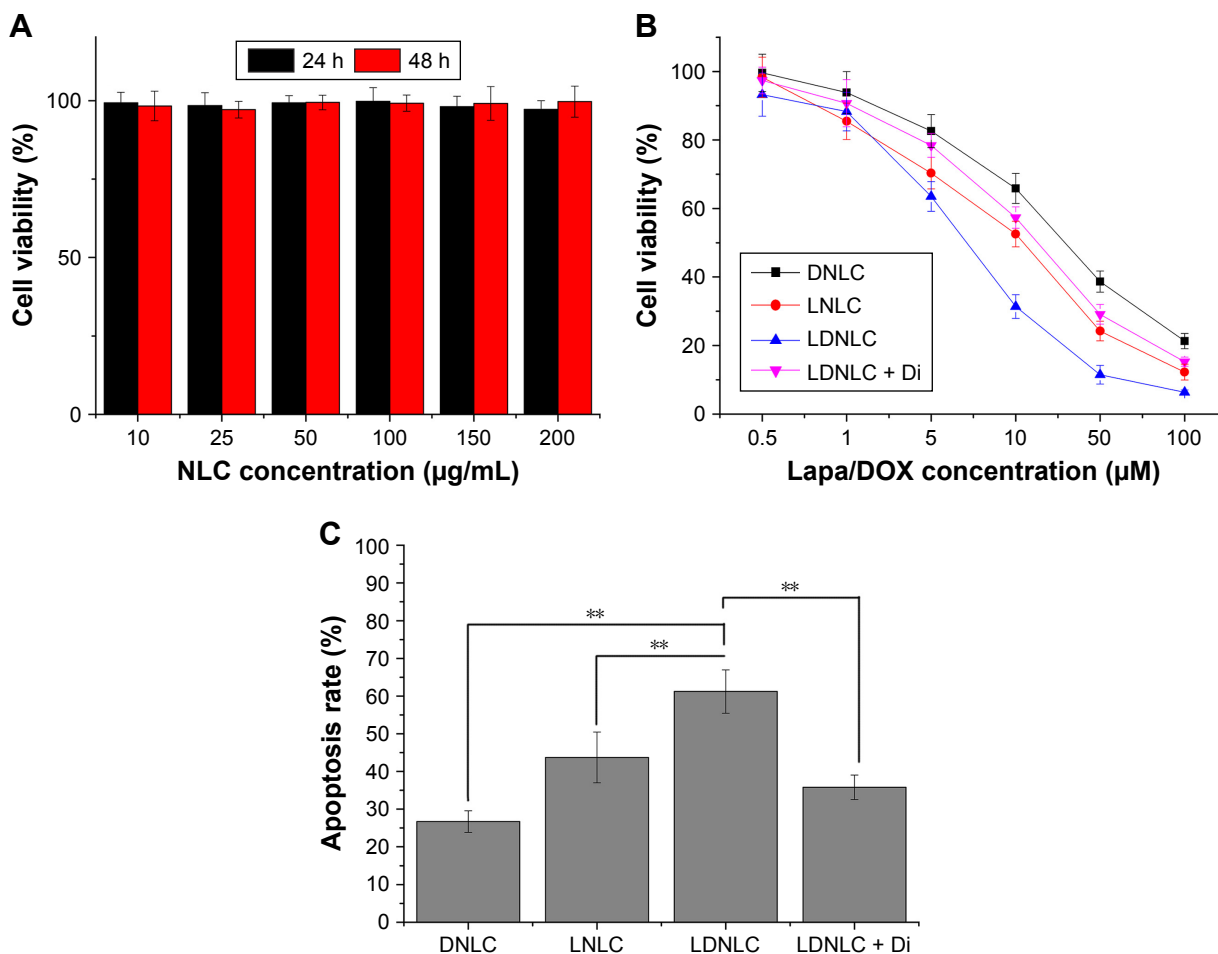 A
24 h
48 h
100
50
0
Cell viability (%)
10 25 50 100 150 200
NLC concentration (µg/mL)
B
100
80
60
40
20
0
Cell viability (%)
DNLC
LNLC
LDNLC
LDNLC + Di
0.5 1 5 10 50 100
Lapa/DOX concentration (µM)
C
100
90
80
70
60
50
40
30
20
10
0
Apoptosis rate (%)
**
**
**
DNLC LNLC LDNLC LDNLC + Di